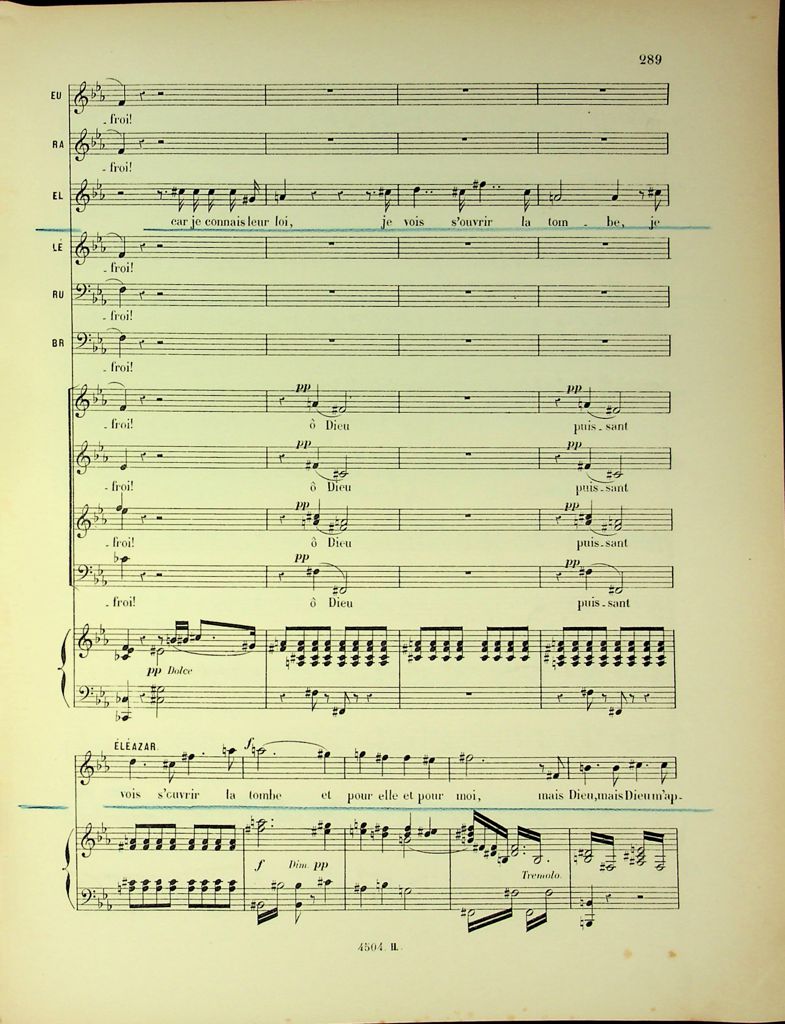 289
EU
- froi!
RA
- froi!
EL
car je connais leur loi, je vois s'ouvrir la tom - be, je
LÉ
- froi!
RU
- froi!
BR
- froi!
pp pp
- froi! ô Dieu puis - sant
pp pp
- froi! ô Dieu puis - sant
pp pp
- froi! ô Dieu puis - sant
pp pp
- froi! ô Dieu puis - sant
pp Dolce
ÉLÉAZAR.
f
vois s'ouvrir la tombe et pour elle et pour moi, mais Dieu, mais Dieu m'ap-
f Dim. pp
Tremolo.
4504. H.